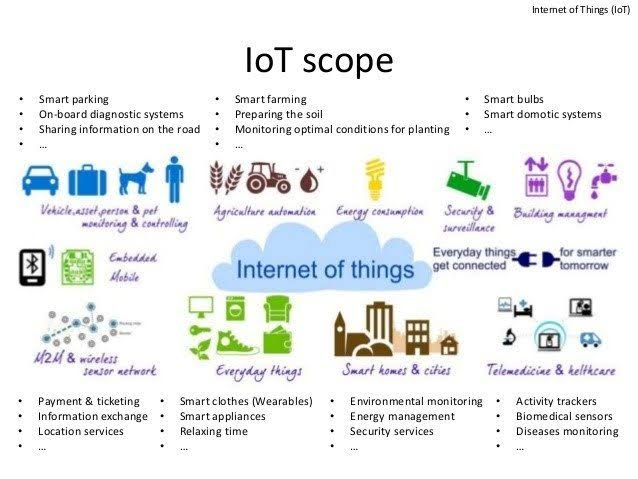 Internet of Things (IoT)
IoT scope
• Smart parking
• On-board diagnostic systems
• Sharing information on the road
• ...
• Smart farming
• Preparing the soil
• Monitoring optimal conditions for planting
• ...
• Smart bulbs
• Smart domotic systems
• ...
Vehicle,asset,person & pet
monitoring & controlling
Agriculture automation
Energy consumption
Security &
surveillance
Building managment
Embedded
Mobile
Internet of things
Everyday things
get connected
for smarter
tomorrow
M2M & wireless
sensor network
Everyday things
Smart homes & cities
Telemedicine & helthcare
• Payment & ticketing
• Information exchange
• Location services
• ...
• Smart clothes (Wearables)
• Smart appliances
• Relaxing time
• ...
• Environmental monitoring
• Energy management
• Security services
• ...
• Activity trackers
• Biomedical sensors
• Diseases monitoring
• ...